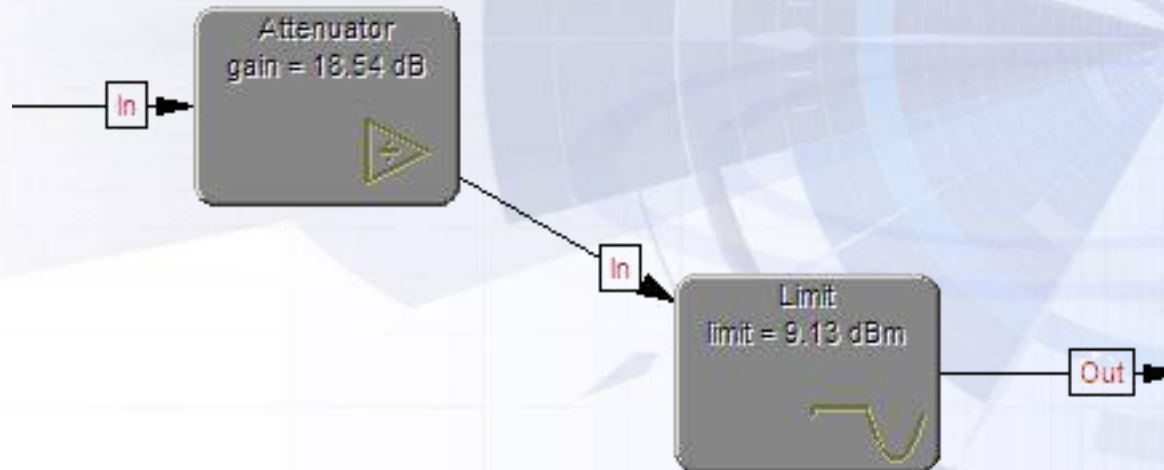 Attenuator
gain = 18.54 dB
In
In
Limit
limit = 9.13 dBm
Out